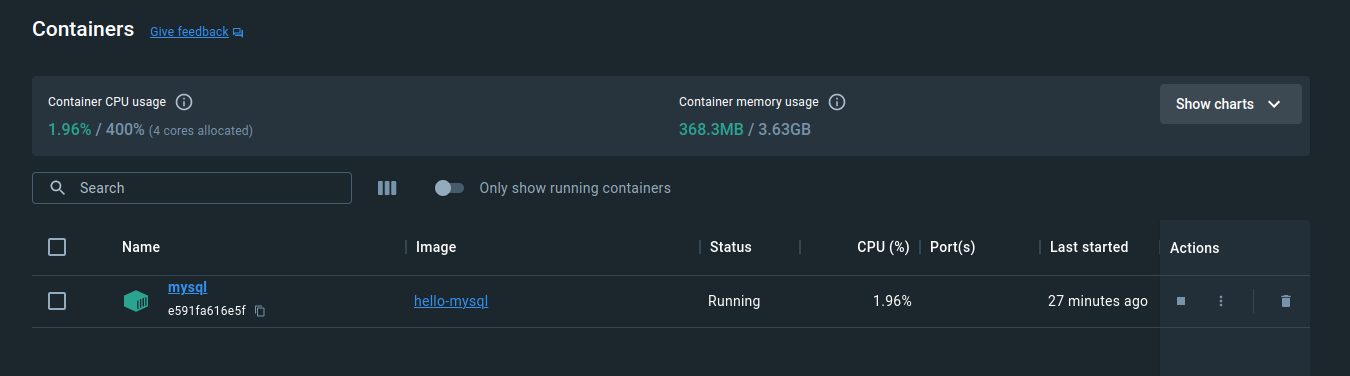 Containers Give feedback
Container CPU usage
1.96% / 400% (4 cores allocated)
Container memory usage
368.3MB / 3.63GB
Show charts
Search
Only show running containers
Name Image Status CPU (%) Port(s) Last started Actions
mysql
e591fa616e5f
hello-mysql Running 1.96% 27 minutes ago